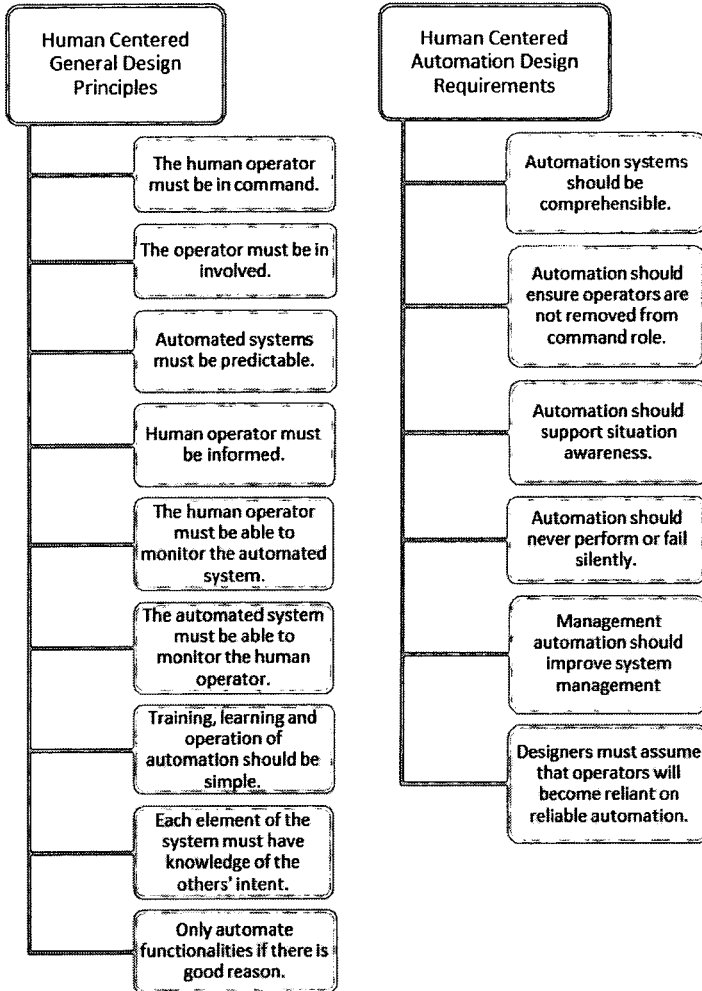 Human Centered
General Design
Principles
The human operator
must be in command.
The operator must be in
involved.
Automated systems
must be predictable.
Human operator must
be informed.
The human operator
must be able to
monitor the automated
system.
The automated system
must be able to
monitor the human
operator.
Training, learning and
operation of
automation should be
simple.
Each element of the
system must have
knowledge of the
others' intent.
Only automate
functionalities if there is
good reason.
Human Centered
Automation Design
Requirements
Automation systems
should be
comprehensible.
Automation should
ensure operators are
not removed from
command role.
Automation should
support situation
awareness.
Automation should
never perform or fail
silently.
Management
automation should
improve system
management
Designers must assume
that operators will
become reliant on
reliable automation.